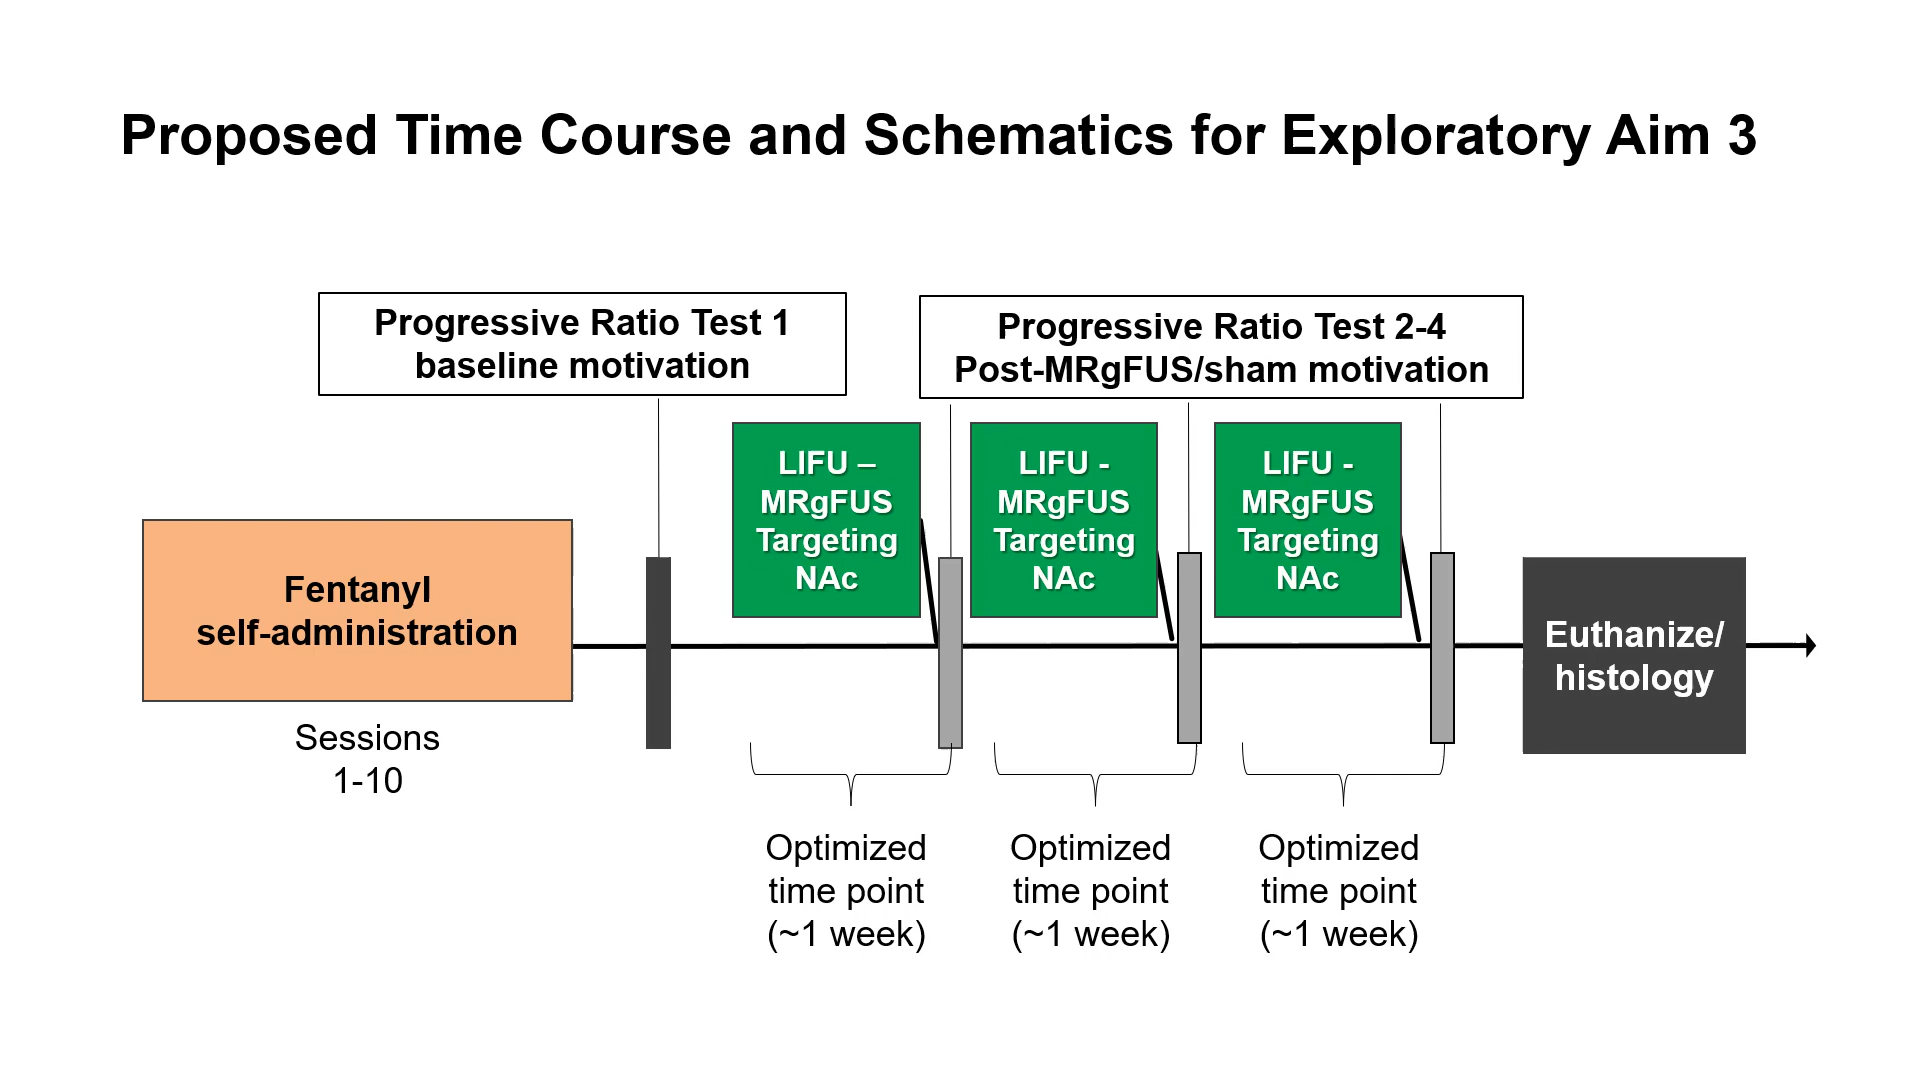 Proposed Time Course and Schematics for Exploratory Aim 3
Progressive Ratio Test 1
baseline motivation
Progressive Ratio Test 2-4
Post-MRgFUS/sham motivation
LIFU –
MRgFUS
Targeting
NAc
LIFU -
MRgFUS
Targeting
NAc
LIFU -
MRgFUS
Targeting
NAc
Fentanyl
self-administration
Sessions
1-10
Euthanize/
histology
Optimized
time point
(~1 week)
Optimized
time point
(~1 week)
Optimized
time point
(~1 week)